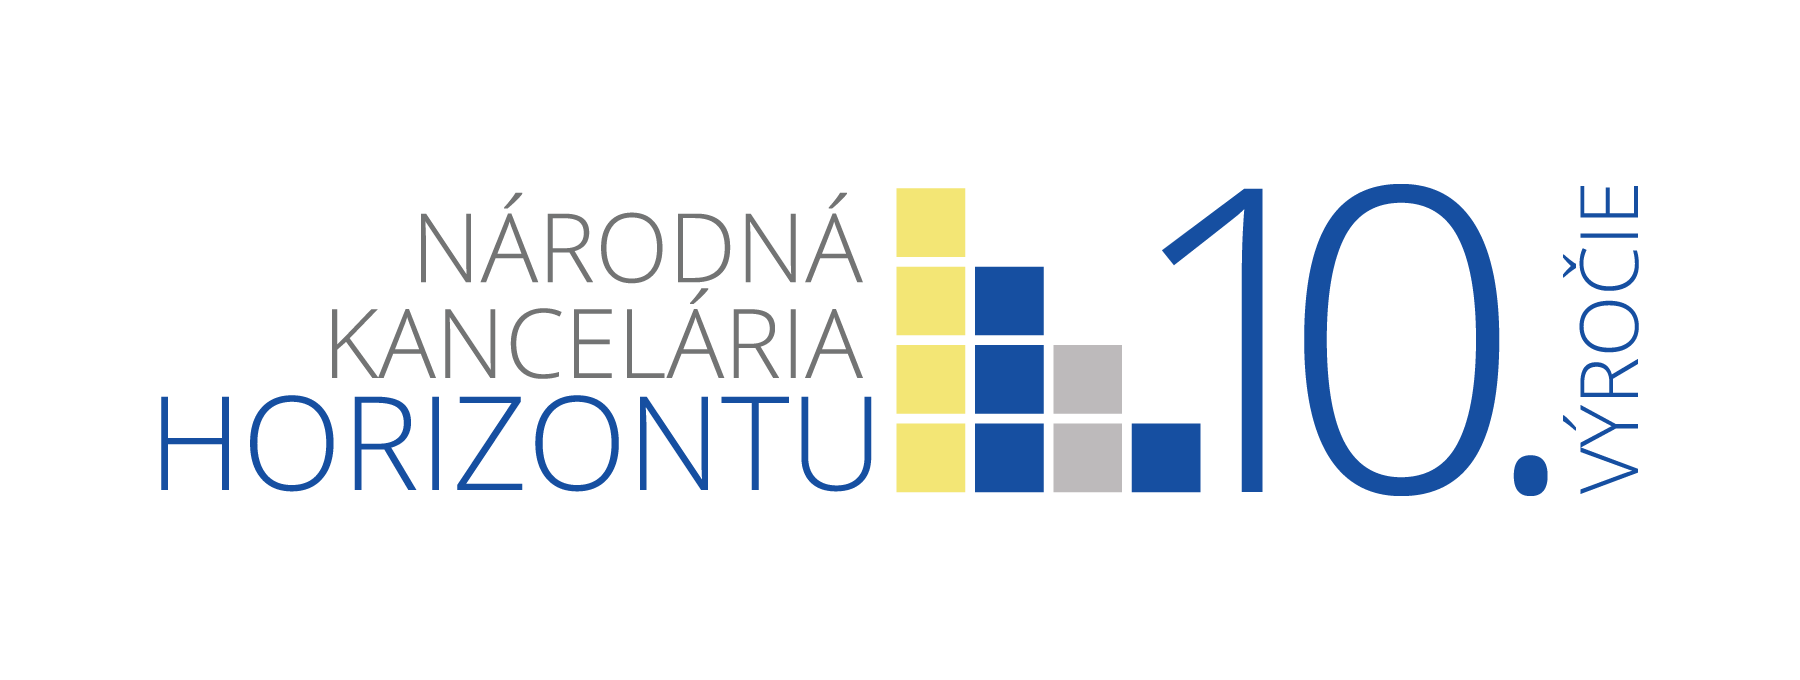 NÁRODNÁ
KANCELÁRIA
HORIZONTU
10.
VÝROČIE